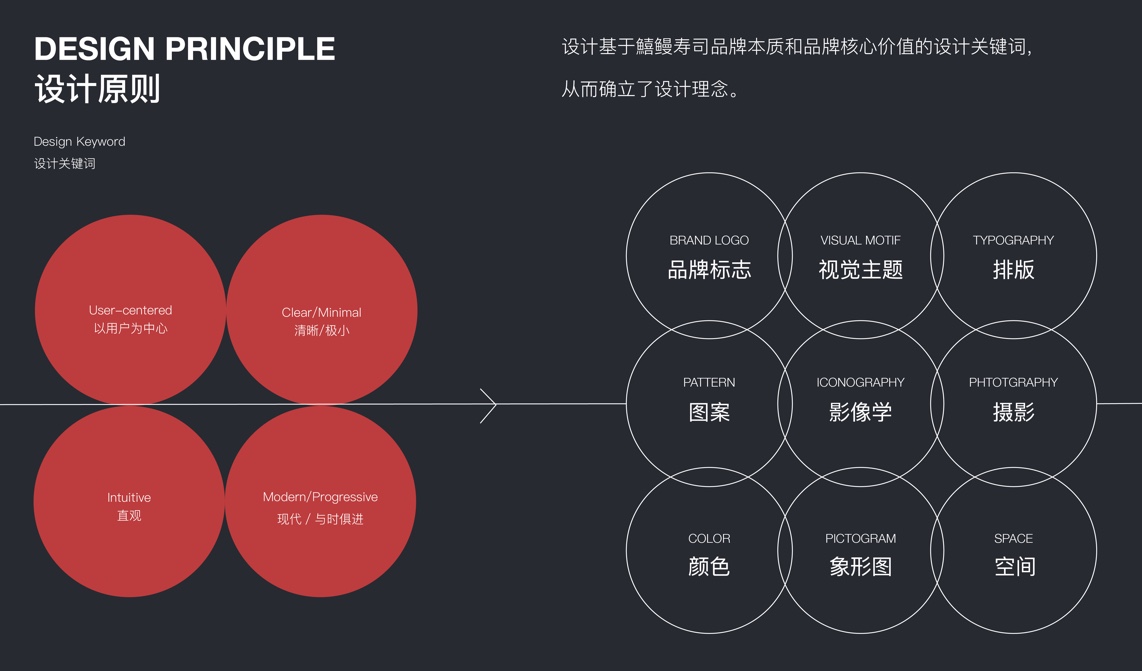 DESIGN PRINCIPLE
设计原则
Design Keyword
设计关键词
设计基于鱚鳗寿司品牌本质和品牌核心价值的设计关键词,
从而确立了设计理念。
User-centered
以用户为中心
Clear/Minimal
清晰/极小
Intuitive
直观
Modern/Progressive
现代 / 与时俱进
BRAND LOGO
品牌标志
VISUAL MOTIF
视觉主题
TYPOGRAPHY
排版
PATTERN
图案
ICONOGRAPHY
影像学
PHTOTGRAPHY
摄影
COLOR
颜色
PICTOGRAM
象形图
SPACE
空间